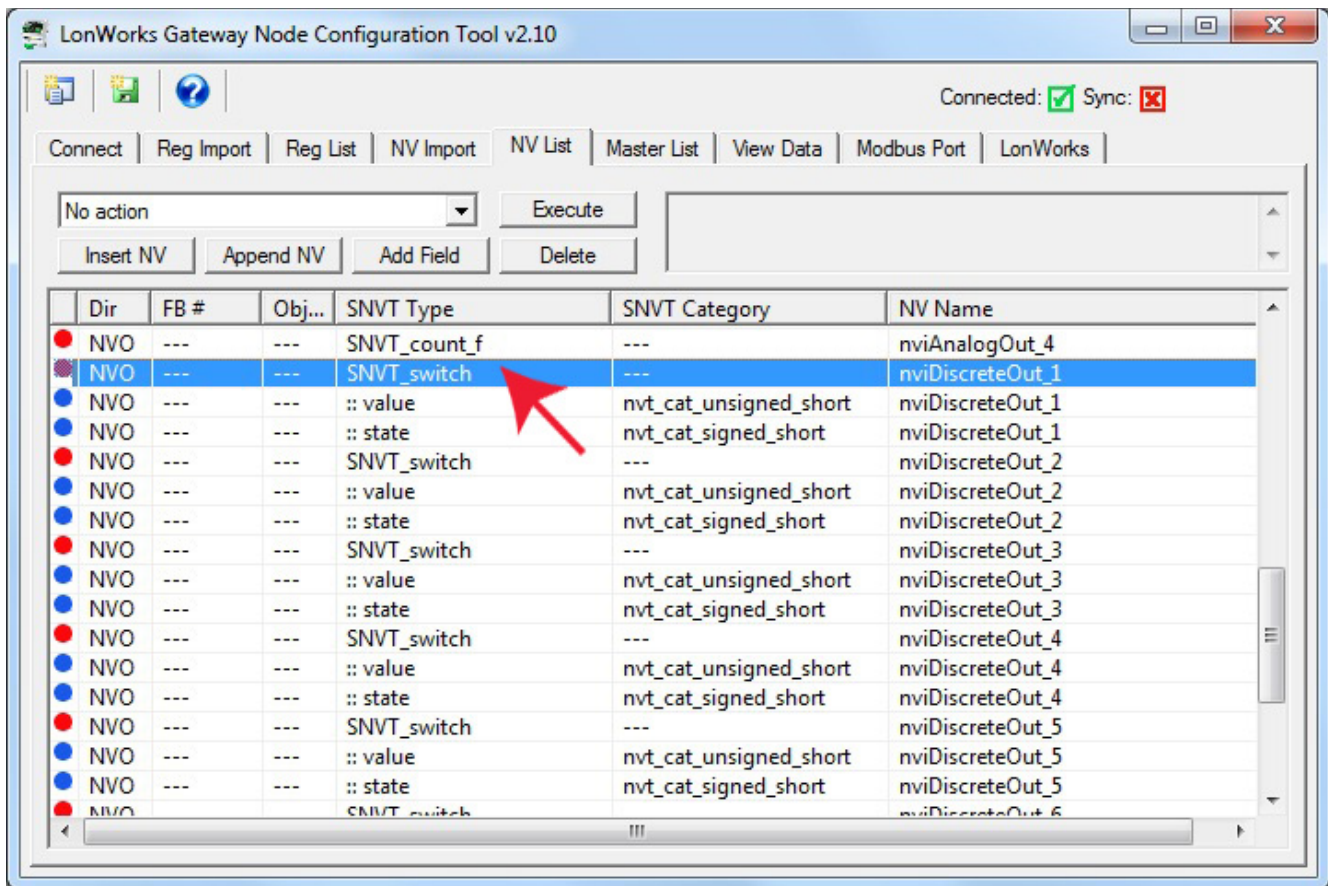 LonWorks Gateway Node Configuration Tool v2.10
Connected: Sync:
Connect Reg Import Reg List NV Import NV List Master List View Data Modbus Port LonWorks
No action Execute
Insert NV Append NV Add Field Delete
Dir FB # Obj... SNVT Type SNVT Category NV Name
NVO --- --- SNVT_count_f --- nviAnalogOut_4
NVO --- --- SNVT_switch --- nviDiscreteOut_1
NVO --- --- :: value nvt_cat_unsigned_short nviDiscreteOut_1
NVO --- --- :: state nvt_cat_signed_short nviDiscreteOut_1
NVO --- --- SNVT_switch --- nviDiscreteOut_2
NVO --- --- :: value nvt_cat_unsigned_short nviDiscreteOut_2
NVO --- --- :: state nvt_cat_signed_short nviDiscreteOut_2
NVO --- --- SNVT_switch --- nviDiscreteOut_3
NVO --- --- :: value nvt_cat_unsigned_short nviDiscreteOut_3
NVO --- --- :: state nvt_cat_signed_short nviDiscreteOut_3
NVO --- --- SNVT_switch --- nviDiscreteOut_4
NVO --- --- :: value nvt_cat_unsigned_short nviDiscreteOut_4
NVO --- --- :: state nvt_cat_signed_short nviDiscreteOut_4
NVO --- --- SNVT_switch --- nviDiscreteOut_5
NVO --- --- :: value nvt_cat_unsigned_short nviDiscreteOut_5
NVO --- --- :: state nvt_cat_signed_short nviDiscreteOut_5
NVO SNVT_switch nviDiscreteOut_6